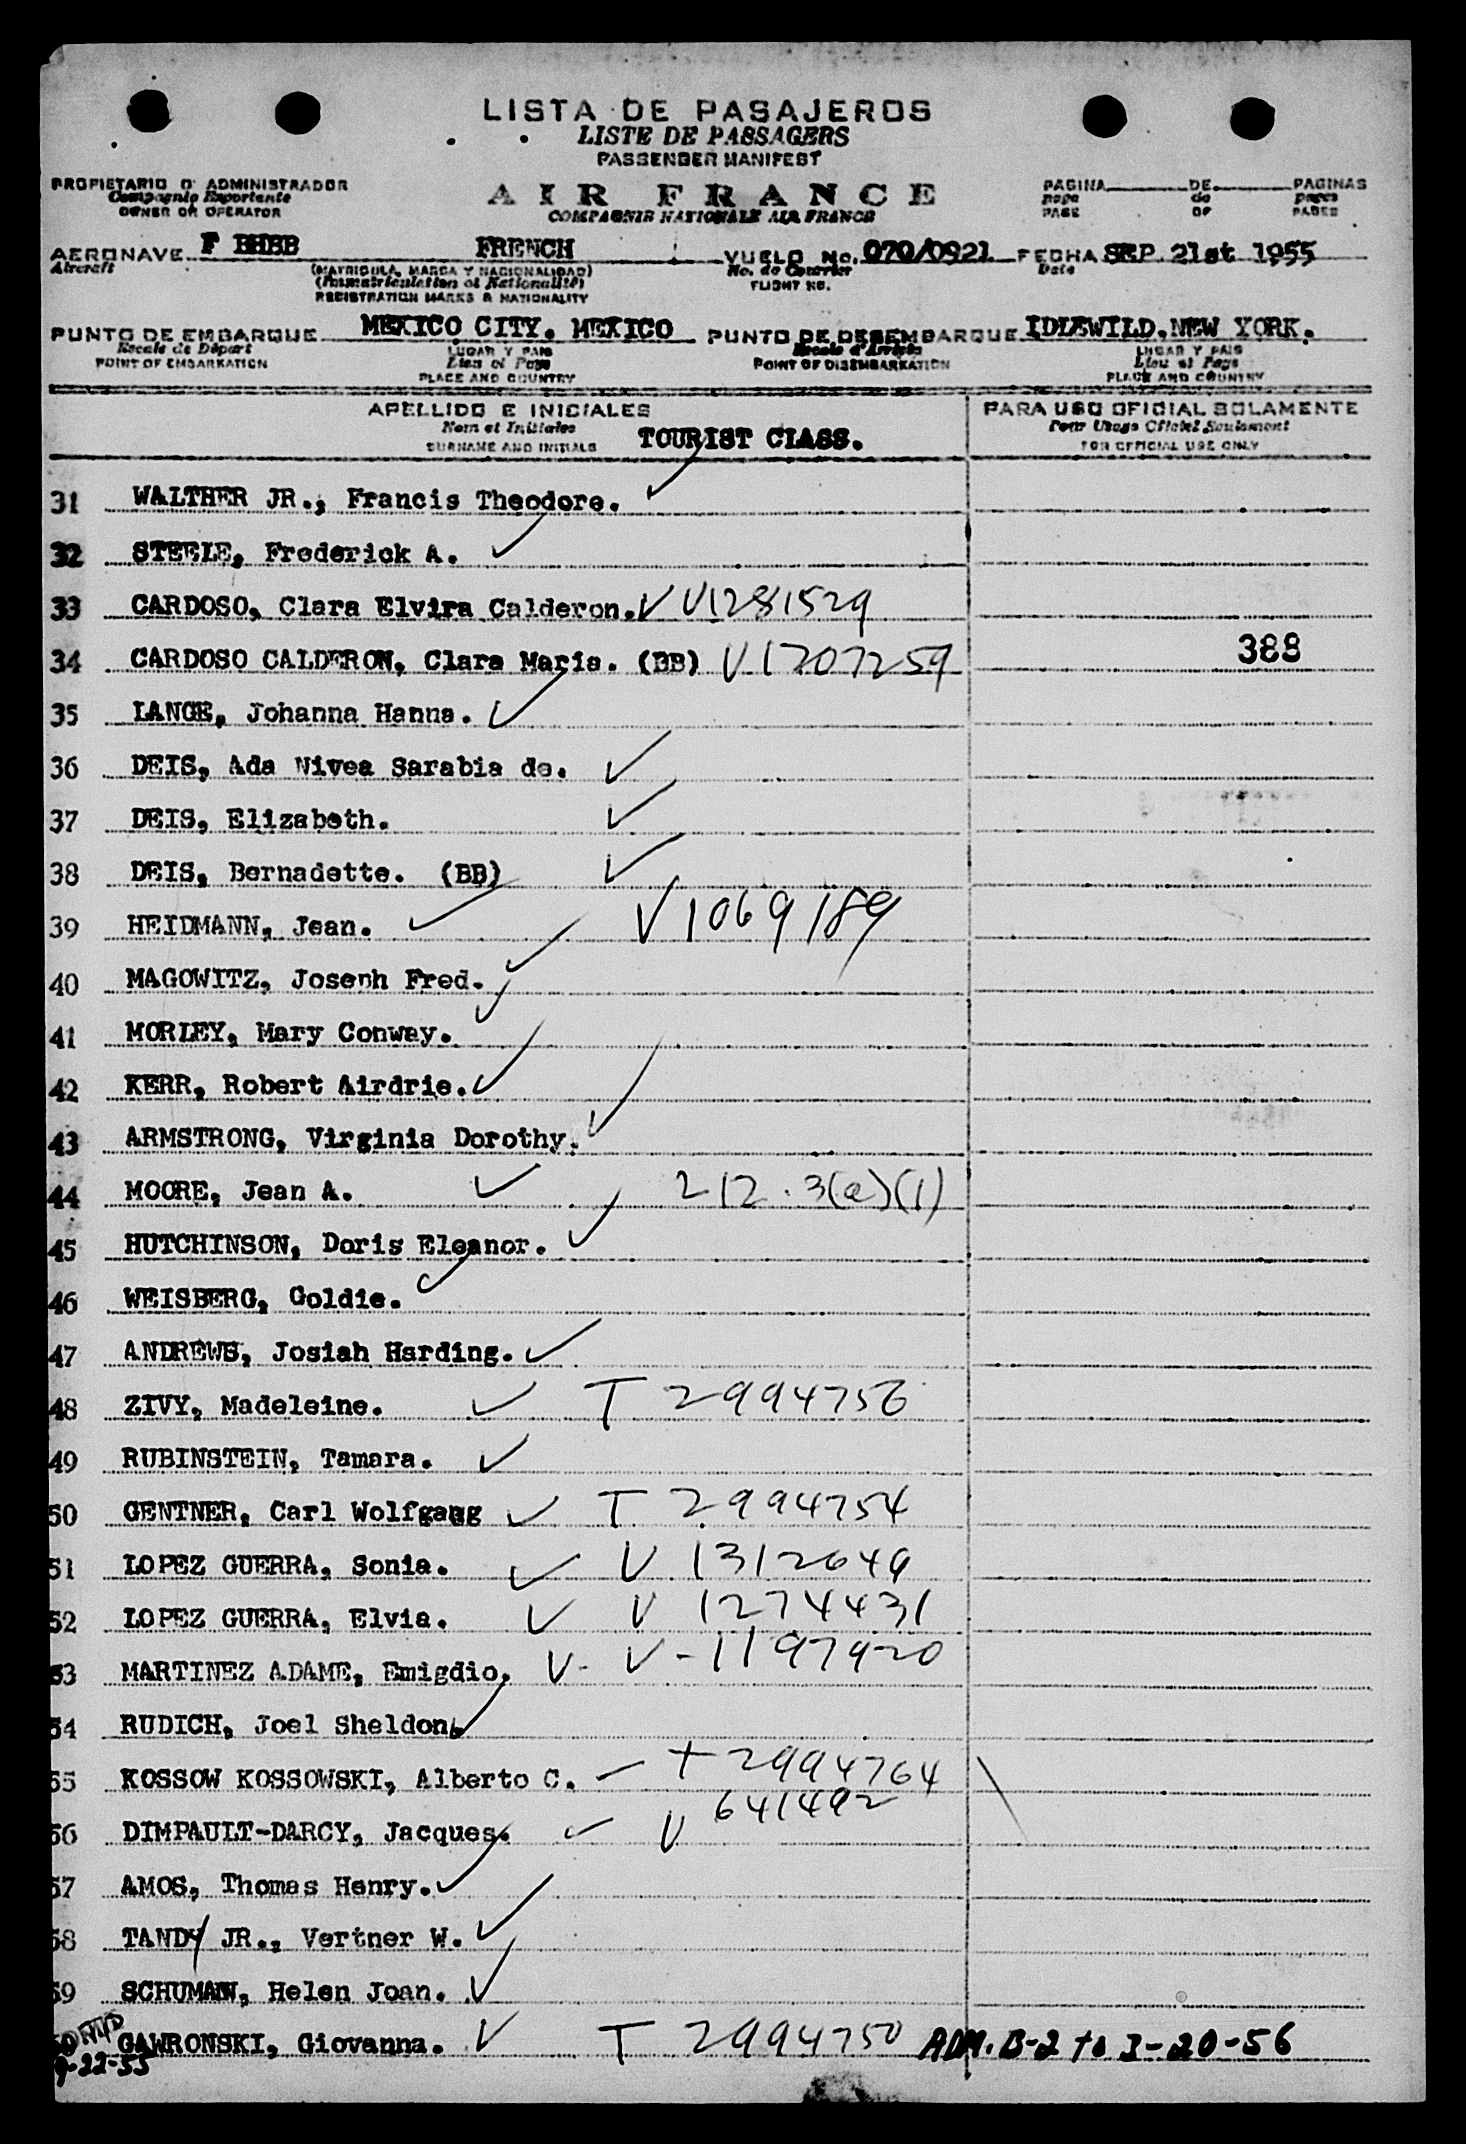 LISTA DE PASAJEROS
LISTE DE PASSAGERS
PASSENGER MANIFEST
PROPIETARIO O ADMINISTRADOR
Compagnie Exportante
OWNER OR OPERATOR
AIR FRANCE
COMPAGNIE NATIONALE AIR FRANCE
PAGINA DE PAGINAS
page de pages
PAGE OF PAGES
AERONAVE F BHBB FRENCH VUELO No. 070/0921 FECHA SEP. 21st 1955
Aircraft (MATRICULA, MARCA Y NACIONALIDAD) No. de Courrier Date
(Immatriculation et Nationalité) FLIGHT NO.
REGISTRATION MARKS & NATIONALITY
PUNTO DE EMBARQUE MEXICO CITY. MEXICO PUNTO DE DESEMBARQUE IDLEWILD.NEW YORK.
Escale de Départ LUGAR Y PAIS Escale d'Arrivée LUGAR Y PAIS
POINT OF EMBARKATION Lieu et Pays POINT OF DISEMBARKATION Lieu et Pays
PLACE AND COUNTRY PLACE AND COUNTRY
APELLIDO E INICIALES PARA USO OFICIAL SOLAMENTE
Nom et Initiales TOURIST CLASS. Pour Usage Officiel Seulement
SURNAME AND INITIALS FOR OFFICIAL USE ONLY
31 WALTHER JR., Francis Theodore.
32 STEELE, Frederick A.
33 CARDOSO, Clara Elvira Calderon. V1281529
34 CARDOSO CALDERON, Clara Maria. (BB) V1207259 388
35 LANGE, Johanna Hanna.
36 DEIS, Ada Nivea Sarabia de.
37 DEIS, Elizabeth.
38 DEIS, Bernadette. (BB)
39 HEIDMANN, Jean. V1069189
40 MAGOWITZ, Joseph Fred.
41 MORLEY, Mary Conway.
42 KERR, Robert Airdrie.
43 ARMSTRONG, Virginia Dorothy.
44 MOORE, Jean A. 212.3(a)(1)
45 HUTCHINSON, Doris Eleanor.
46 WEISBERG, Goldie.
47 ANDREWS, Josiah Harding.
48 ZIVY, Madeleine. T 2994756
49 RUBINSTEIN, Tamara.
50 GENTNER, Carl Wolfgang T 2994754
51 LOPEZ GUERRA, Sonia. V 1312649
52 LOPEZ GUERRA, Elvia. V 1274431
53 MARTINEZ ADAME, Emigdio. V- V-1197920
54 RUDICH, Joel Sheldon.
55 KOSSOW KOSSOWSKI, Alberto C. T 2994764
56 DIMPAULT-DARCY, Jacques. V 641492
57 AMOS, Thomas Henry.
58 TANDY JR., Vertner W.
59 SCHUMANN, Helen Joan.
60 GAWRONSKI, Giovanna. T 2994750 ADM. B-2 to 3-20-56
9-22-55